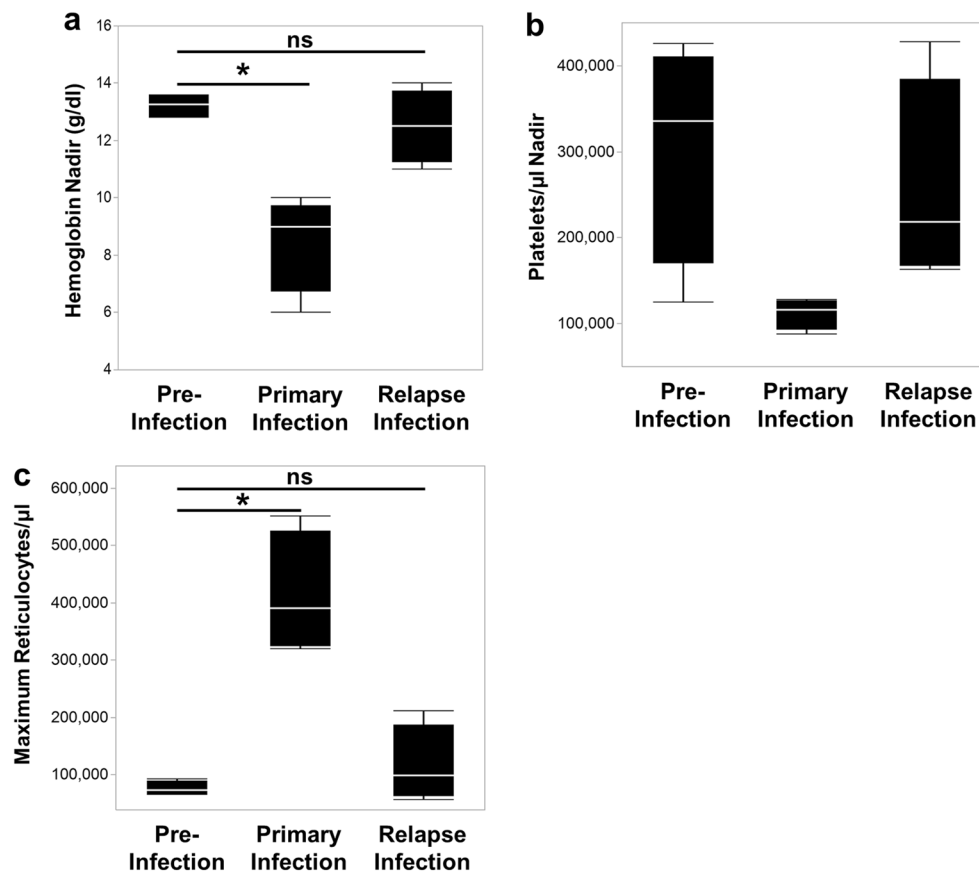 a
Hemoglobin Nadir (g/dl)
16
14
12
10
8
6
4
ns
*
Pre-
Infection
Primary
Infection
Relapse
Infection
b
Platelets/µl Nadir
400,000
300,000
200,000
100,000
Pre-
Infection
Primary
Infection
Relapse
Infection
c
Maximum Reticulocytes/µl
600,000
500,000
400,000
300,000
200,000
100,000
ns
*
Pre-
Infection
Primary
Infection
Relapse
Infection